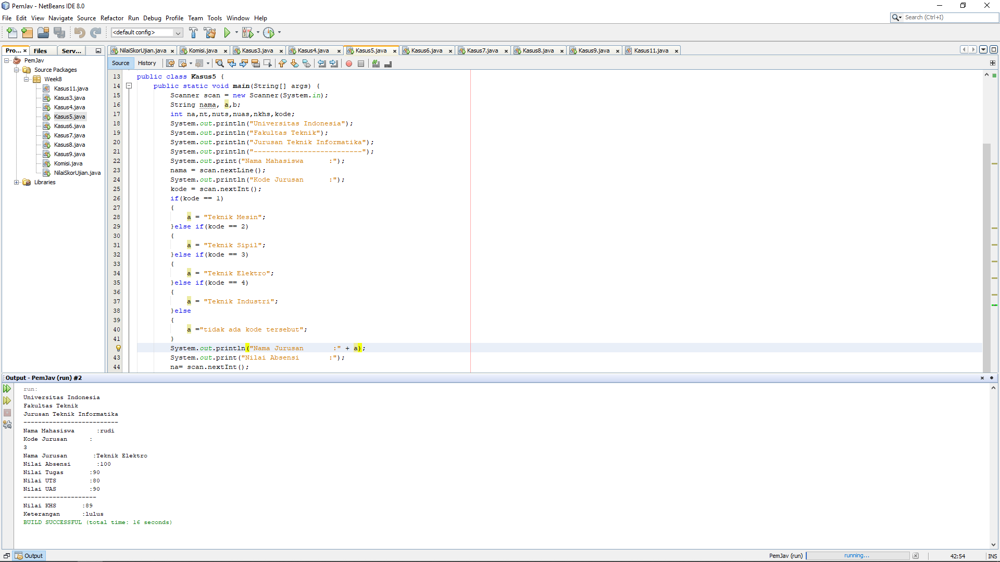 PemJav - NetBeans IDE 8.0
File Edit View Navigate Source Refactor Run Debug Profile Team Tools Window Help
Search (Ctrl+I)
<default config>
Pro... Files Serv...
NilaiSkorUjian.java Komisi.java Kasus3.java Kasus4.java Kasus5.java Kasus6.java Kasus7.java Kasus8.java Kasus9.java Kasus11.java
Source History
PemJav
Source Packages
Week8
Kasus11.java
Kasus3.java
Kasus4.java
Kasus5.java
Kasus6.java
Kasus7.java
Kasus8.java
Kasus9.java
Komisi.java
NilaiSkorUjian.java
Libraries
13 public class Kasus5 {
14     public static void main(String[] args) {
15         Scanner scan = new Scanner(System.in);
16         String nama, a,b;
17         int na,nt,nuts,nuas,nkhs,kode;
18         System.out.println("Universitas Indonesia");
19         System.out.println("Fakultas Teknik");
20         System.out.println("Jurusan Teknik Informatika");
21         System.out.println("--------------------------");
22         System.out.print("Nama Mahasiswa      :");
23         nama = scan.nextLine();
24         System.out.println("Kode Jurusan      :");
25         kode = scan.nextInt();
26         if(kode == 1)
27         {
28             a = "Teknik Mesin";
29         }else if(kode == 2)
30         {
31             a = "Teknik Sipil";
32         }else if(kode == 3)
33         {
34             a = "Teknik Elektro";
35         }else if(kode == 4)
36         {
37             a = "Teknik Industri";
38         }else
39         {
40             a ="tidak ada kode tersebut";
41         }
System.out.println("Nama Jurusan       :" + a);
43         System.out.print("Nilai Absensi       :");
44         na= scan.nextInt();
Output - PemJav (run) #2
run:
Universitas Indonesia
Fakultas Teknik
Jurusan Teknik Informatika
--------------------------
Nama Mahasiswa      :rudi
Kode Jurusan      :
3
Nama Jurusan       :Teknik Elektro
Nilai Absensi       :100
Nilai Tugas       :90
Nilai UTS         :80
Nilai UAS         :90
--------------------
Nilai KHS       :89
Keterangan      :lulus
BUILD SUCCESSFUL (total time: 16 seconds)
Output
PemJav (run) running... 42:54 INS